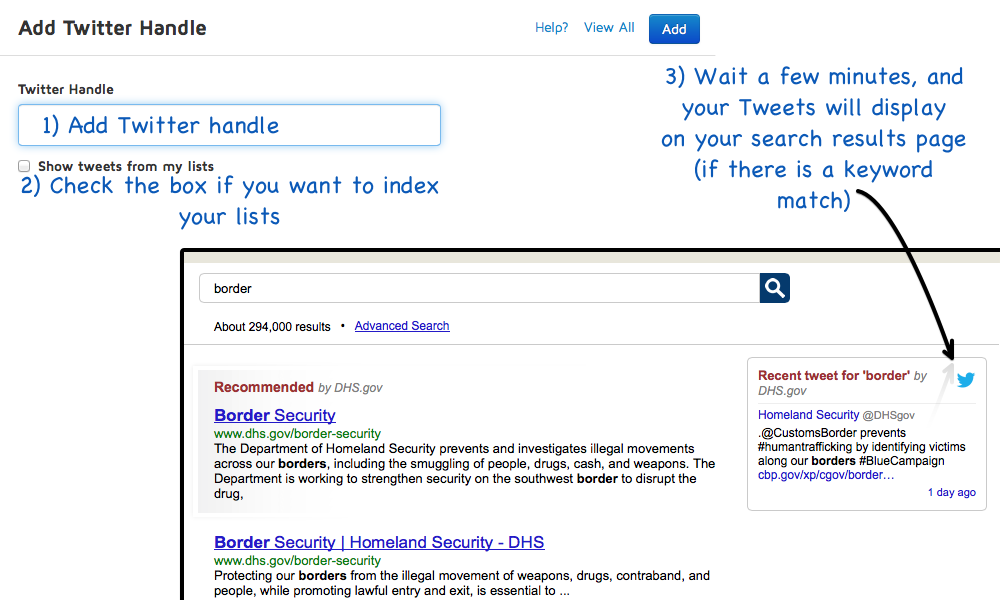 Add Twitter Handle
Help? View All Add
Twitter Handle
1) Add Twitter handle
Show tweets from my lists
2) Check the box if you want to index
your lists
3) Wait a few minutes, and
your Tweets will display
on your search results page
(if there is a keyword
match)
border
About 294,000 results • Advanced Search
Recommended by DHS.gov
Border Security
www.dhs.gov/border-security
The Department of Homeland Security prevents and investigates illegal movements
across our borders, including the smuggling of people, drugs, cash, and weapons. The
Department is working to strengthen security on the southwest border to disrupt the
drug,
Border Security | Homeland Security - DHS
www.dhs.gov/border-security
Protecting our borders from the illegal movement of weapons, drugs, contraband, and
people, while promoting lawful entry and exit, is essential to ...
Recent tweet for 'border' by
DHS.gov
Homeland Security @DHSgov
.@CustomsBorder prevents
#humantrafficking by identifying victims
along our borders #BlueCampaign
cbp.gov/xp/cgov/border…
1 day ago